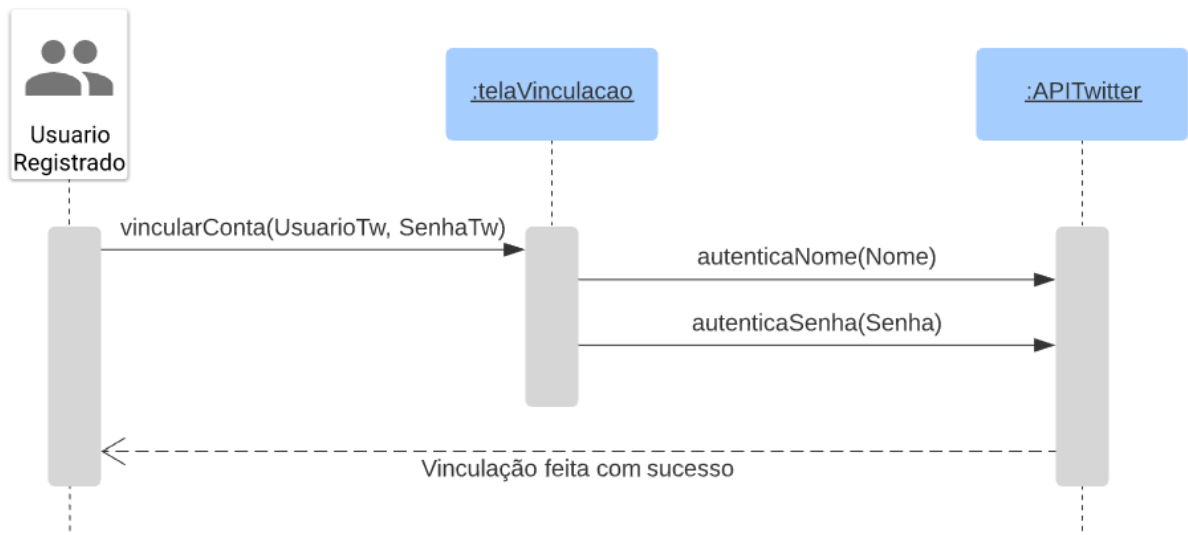 Usuario
Registrado
:telaVinculacao
:APITwitter
vincularConta(UsuarioTw, SenhaTw)
autenticaNome(Nome)
autenticaSenha(Senha)
Vinculação feita com sucesso